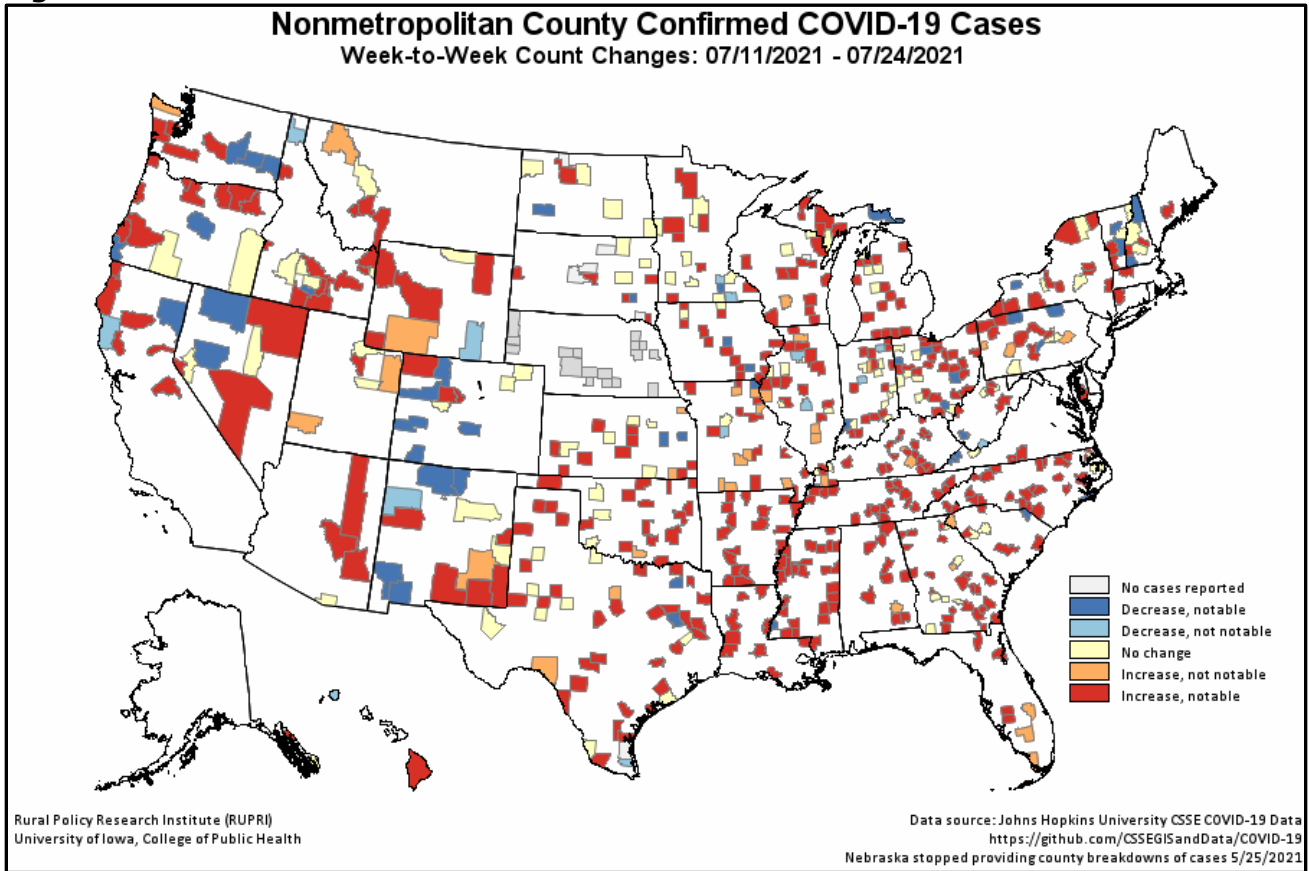 Nonmetropolitan County Confirmed COVID-19 Cases
Week-to-Week Count Changes: 07/11/2021 - 07/24/2021
No cases reported
Decrease, notable
Decrease, not notable
No change
Increase, not notable
Increase, notable
Rural Policy Research Institute (RUPRI)
University of Iowa, College of Public Health
Data source: Johns Hopkins University CSSE COVID-19 Data
https://github.com/CSSEGISandData/COVID-19
Nebraska stopped providing county breakdowns of cases 5/25/2021